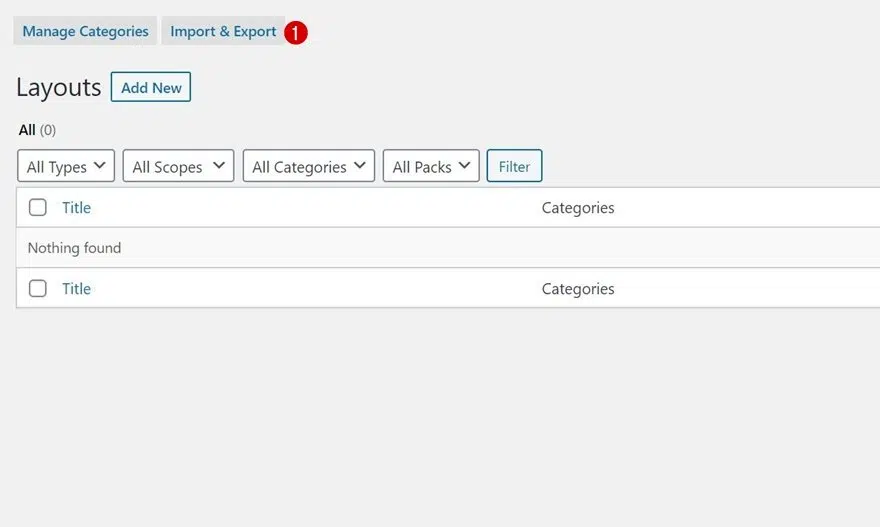 Manage Categories Import & Export 1
Layouts Add New
All (0)
All Types All Scopes All Categories All Packs Filter
Title Categories
Nothing found
Title Categories